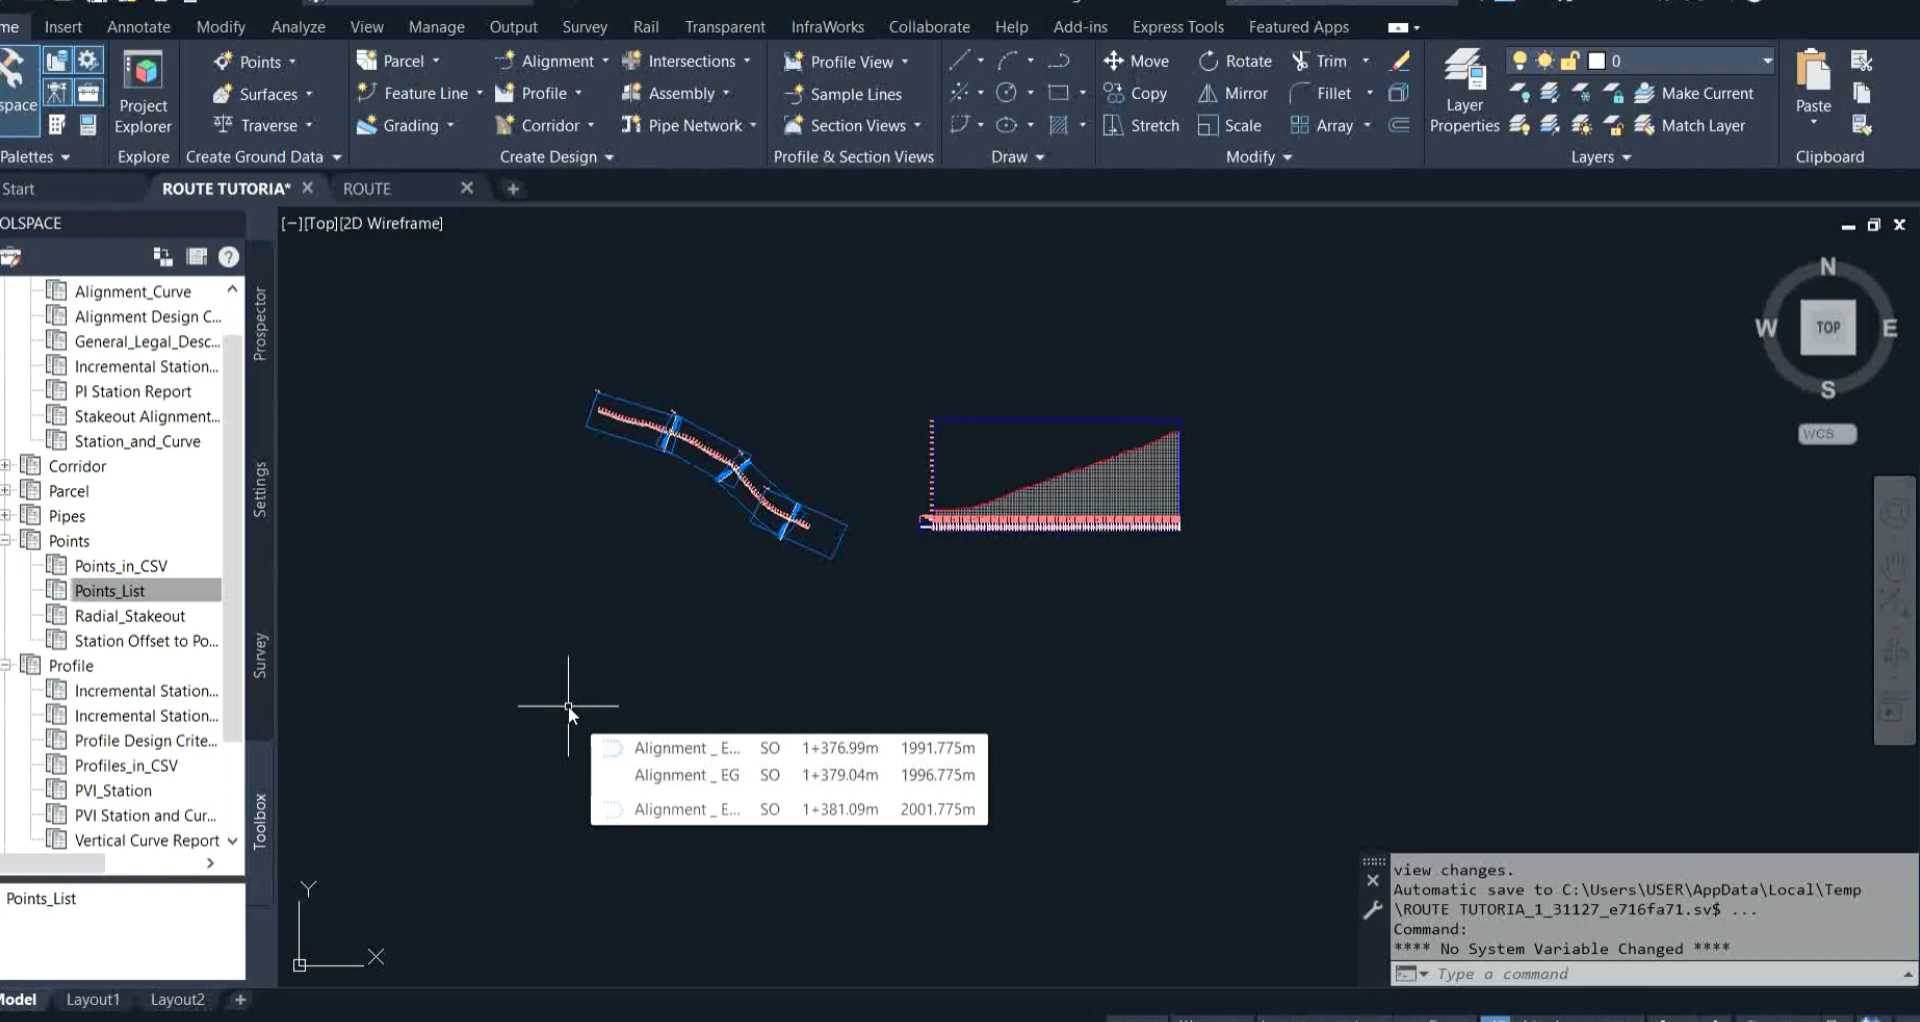 me Insert Annotate Modify Analyze View Manage Output Survey Rail Transparent InfraWorks Collaborate Help Add-ins Express Tools Featured Apps
Points Parcel Alignment Intersections Profile View Move Rotate Trim 0
space Project Explorer Surfaces Feature Line Profile Assembly Sample Lines Copy Mirror Fillet Layer Properties Make Current Paste
Traverse Grading Corridor Pipe Network Section Views Stretch Scale Array Match Layer
Palettes Explore Create Ground Data Create Design Profile & Section Views Draw Modify Layers Clipboard
Start ROUTE TUTORIA* ROUTE
OLSPACE
[−][Top][2D Wireframe]
Alignment_Curve
Alignment Design C...
General_Legal_Desc...
Incremental Station...
PI Station Report
Stakeout Alignment...
Station_and_Curve
Corridor
Parcel
Pipes
Points
Points_in_CSV
Points_List
Radial_Stakeout
Station Offset to Po...
Profile
Incremental Station...
Incremental Station...
Profile Design Crite...
Profiles_in_CSV
PVI_Station
PVI Station and Cur...
Vertical Curve Report
Points_List
Prospector
Settings
Survey
Toolbox
N
W TOP E
S
WCS
Alignment _ E... SO 1+376.99m 1991.775m
Alignment _ EG SO 1+379.04m 1996.775m
Alignment _ E... SO 1+381.09m 2001.775m
Y
X
view changes.
Automatic save to C:\Users\USER\AppData\Local\Temp
\ROUTE TUTORIA_1_31127_e716fa71.sv$ ...
Command:
**** No System Variable Changed ****
Type a command
Model Layout1 Layout2